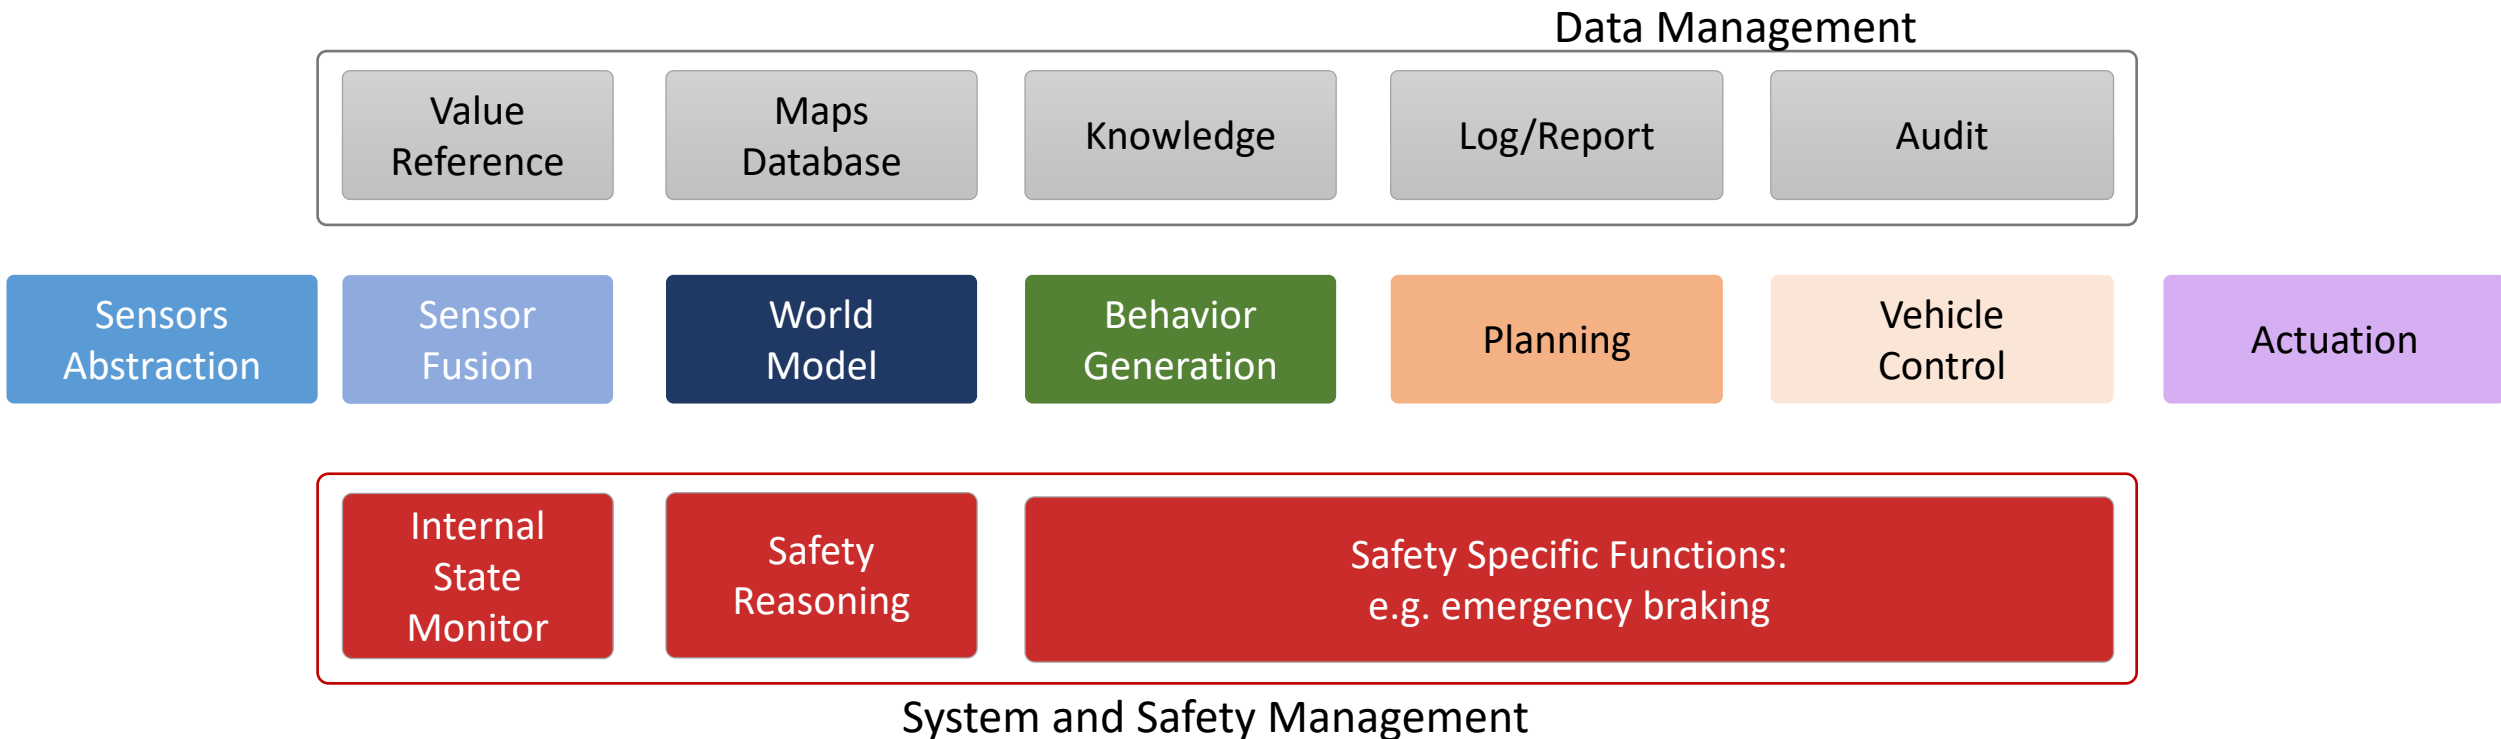 Data Management
Value
Reference
Maps
Database
Knowledge
Log/Report
Audit
Sensors
Abstraction
Sensor
Fusion
World
Model
Behavior
Generation
Planning
Vehicle
Control
Actuation
Internal
State
Monitor
Safety
Reasoning
Safety Specific Functions:
e.g. emergency braking
System and Safety Management